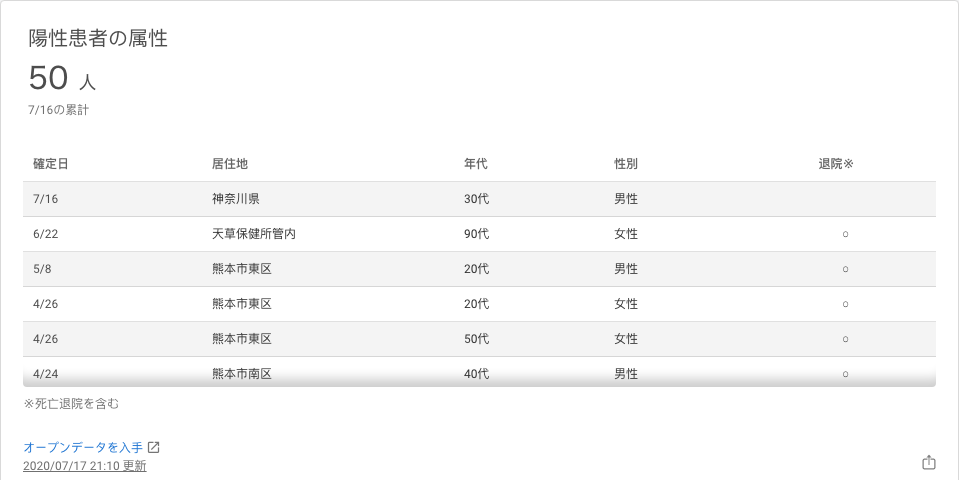 陽性患者の属性
50 人
7/16の累計
確定日 居住地 年代 性別 退院※
7/16 神奈川県 30代 男性
6/22 天草保健所管内 90代 女性 ○
5/8 熊本市東区 20代 男性 ○
4/26 熊本市東区 20代 女性 ○
4/26 熊本市東区 50代 女性 ○
4/24 熊本市南区 40代 男性 ○
※死亡退院を含む
オープンデータを入手
2020/07/17 21:10 更新